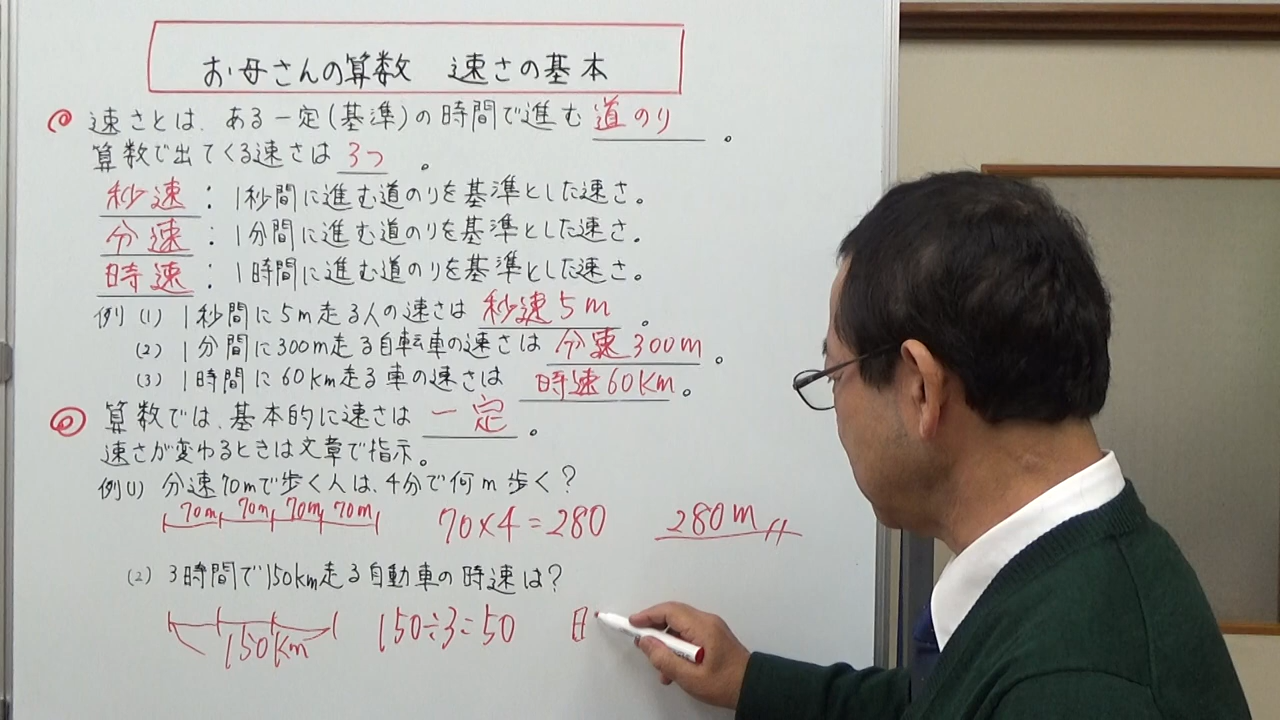 お母さんの算数 速さの基本
速さとは、ある一定(基準)の時間で進む 道のり 。
算数で出てくる速さは 3つ 。
秒速 : 1秒間に進む道のりを基準とした速さ。
分速 : 1分間に進む道のりを基準とした速さ。
時速 : 1時間に進む道のりを基準とした速さ。
例(1) 1秒間に5m走る人の速さは 秒速5m 。
(2) 1分間に300m走る自転車の速さは 分速300m 。
(3) 1時間に60km走る車の速さは 時速60km 。
算数では、基本的に速さは 一定 。
速さが変わるときは文章で指示。
例(1) 分速70mで歩く人は、4分で何m歩く?
70m 70m 70m 70m 70×4=280 280m
(2) 3時間で150km走る自動車の時速は?
150km 150÷3=50 日